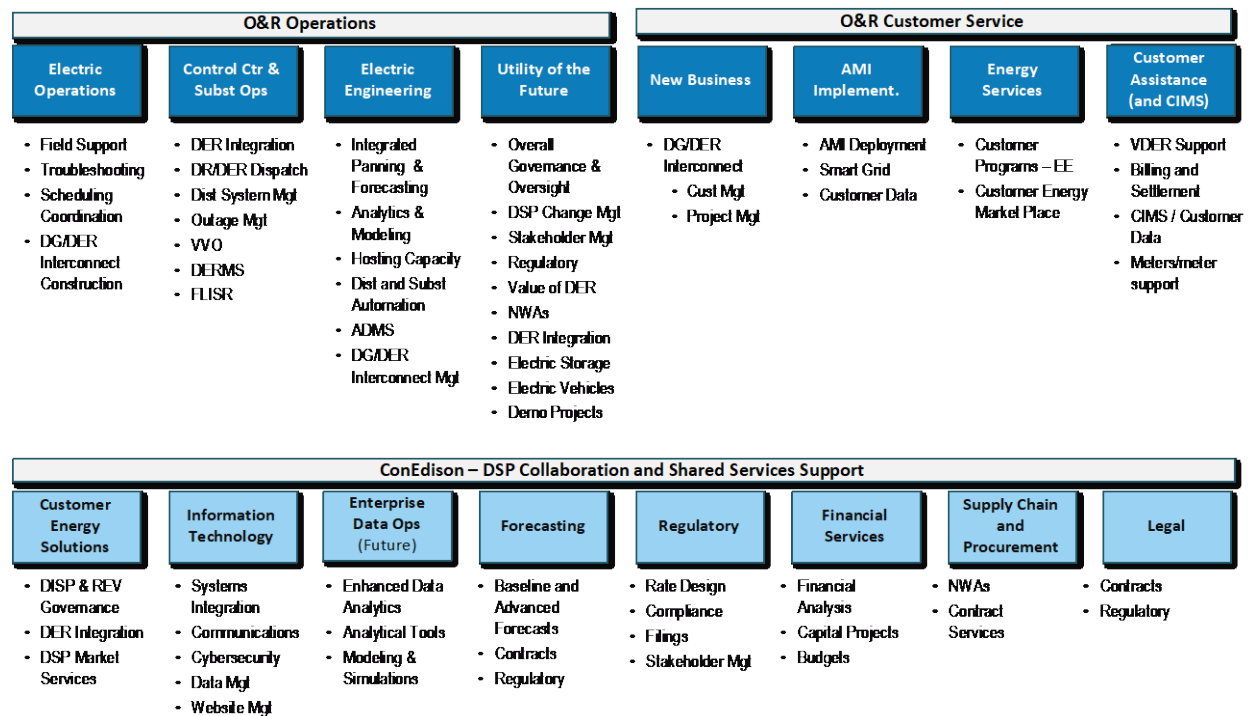 O&R Operations
O&R Customer Service
Electric
Operations
Control Ctr &
Subst Ops
Electric
Engineering
Utility of the
Future
New Business
AMI
Implement.
Energy
Services
Customer
Assistance
(and CIMS)
• Field Support
• Troubleshooting
• Scheduling
Coordination
• DG/DER
Interconnect
Construction
• DER Integration
• DR/DER Dispatch
• Dist System Mgt
• Outage Mgt
• VVO
• DERMS
• FLISR
• Integrated
Panning &
Forecasting
• Analytics &
Modeling
• Hosting Capacity
• Dist and Subst
Automation
• ADMS
• DG/DER
Interconnect Mgt
• Overall
Governance &
Oversight
• DSP Change Mgt
• Stakeholder Mgt
• Regulatory
• Value of DER
• NWAs
• DER Integration
• Electric Storage
• Electric Vehicles
• Demo Projects
• DG/DER
Interconnect
• Cust Mgt
• Project Mgt
• AMI Deployment
• Smart Grid
• Customer Data
• Customer
Programs – EE
• Customer Energy
Market Place
• VDER Support
• Billing and
Settlement
• CIMS / Customer
Data
• Meters/meter
support
ConEdison – DSP Collaboration and Shared Services Support
Customer
Energy
Solutions
Information
Technology
Enterprise
Data Ops
(Future)
Forecasting
Regulatory
Financial
Services
Supply Chain
and
Procurement
Legal
• DISP & REV
Governance
• DER Integration
• DSP Market
Services
• Systems
Integration
• Communications
• Cybersecurity
• Data Mgt
• Website Mgt
• Enhanced Data
Analytics
• Analytical Tools
• Modeling &
Simulations
• Baseline and
Advanced
Forecasts
• Contracts
• Regulatory
• Rate Design
• Compliance
• Filings
• Stakeholder Mgt
• Financial
Analysis
• Capital Projects
• Budgets
• NWAs
• Contract
Services
• Contracts
• Regulatory